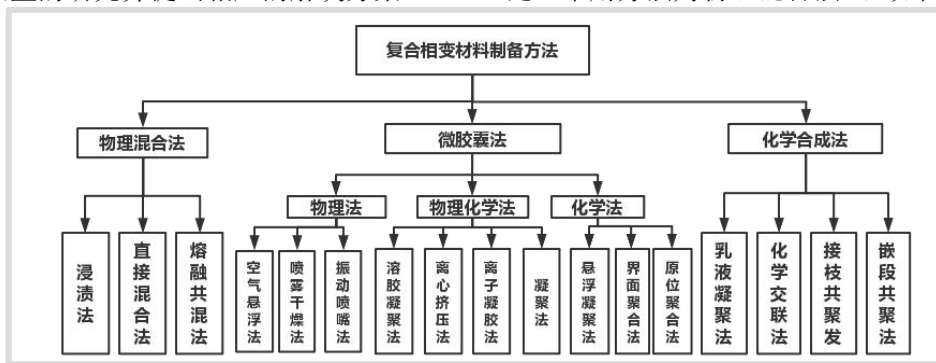 复合相变材料制备方法
物理混合法
微胶囊法
化学合成法
物理法
物理化学法
化学法
浸渍法
直接混合法
熔融共混法
空气悬浮法
喷雾干燥法
振动喷嘴法
溶胶凝聚法
离心挤压法
离子凝胶法
凝聚法
悬浮凝聚法
界面聚合法
原位聚合法
乳液凝聚法
化学交联法
接枝共聚发
嵌段共聚法